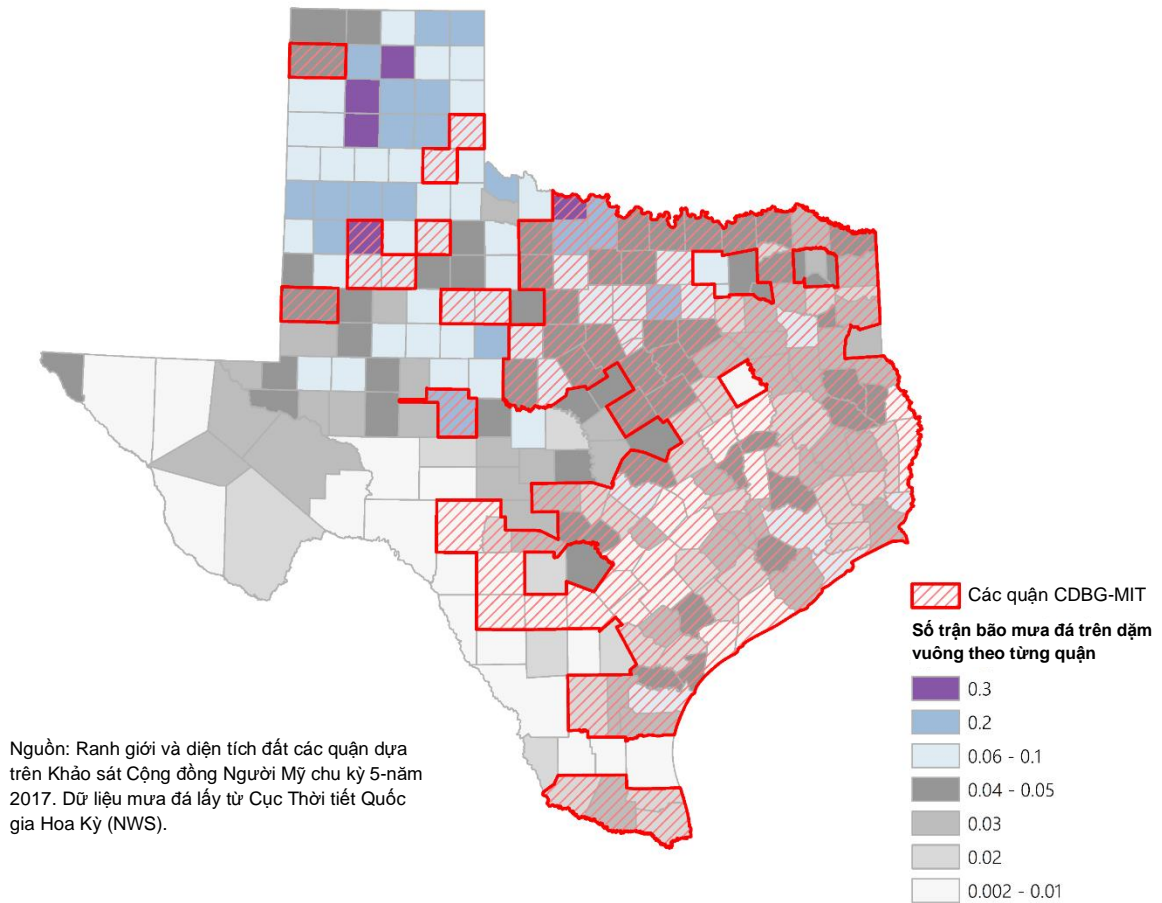 Các quận CDBG-MIT
Số trận bão mưa đá trên dặm
vuông theo từng quận
0.3
0.2
0.06 - 0.1
0.04 - 0.05
0.03
0.02
0.002 - 0.01
Nguồn: Ranh giới và diện tích đất các quận dựa
trên Khảo sát Cộng đồng Người Mỹ chu kỳ 5-năm
2017. Dữ liệu mưa đá lấy từ Cục Thời tiết Quốc
gia Hoa Kỳ (NWS).